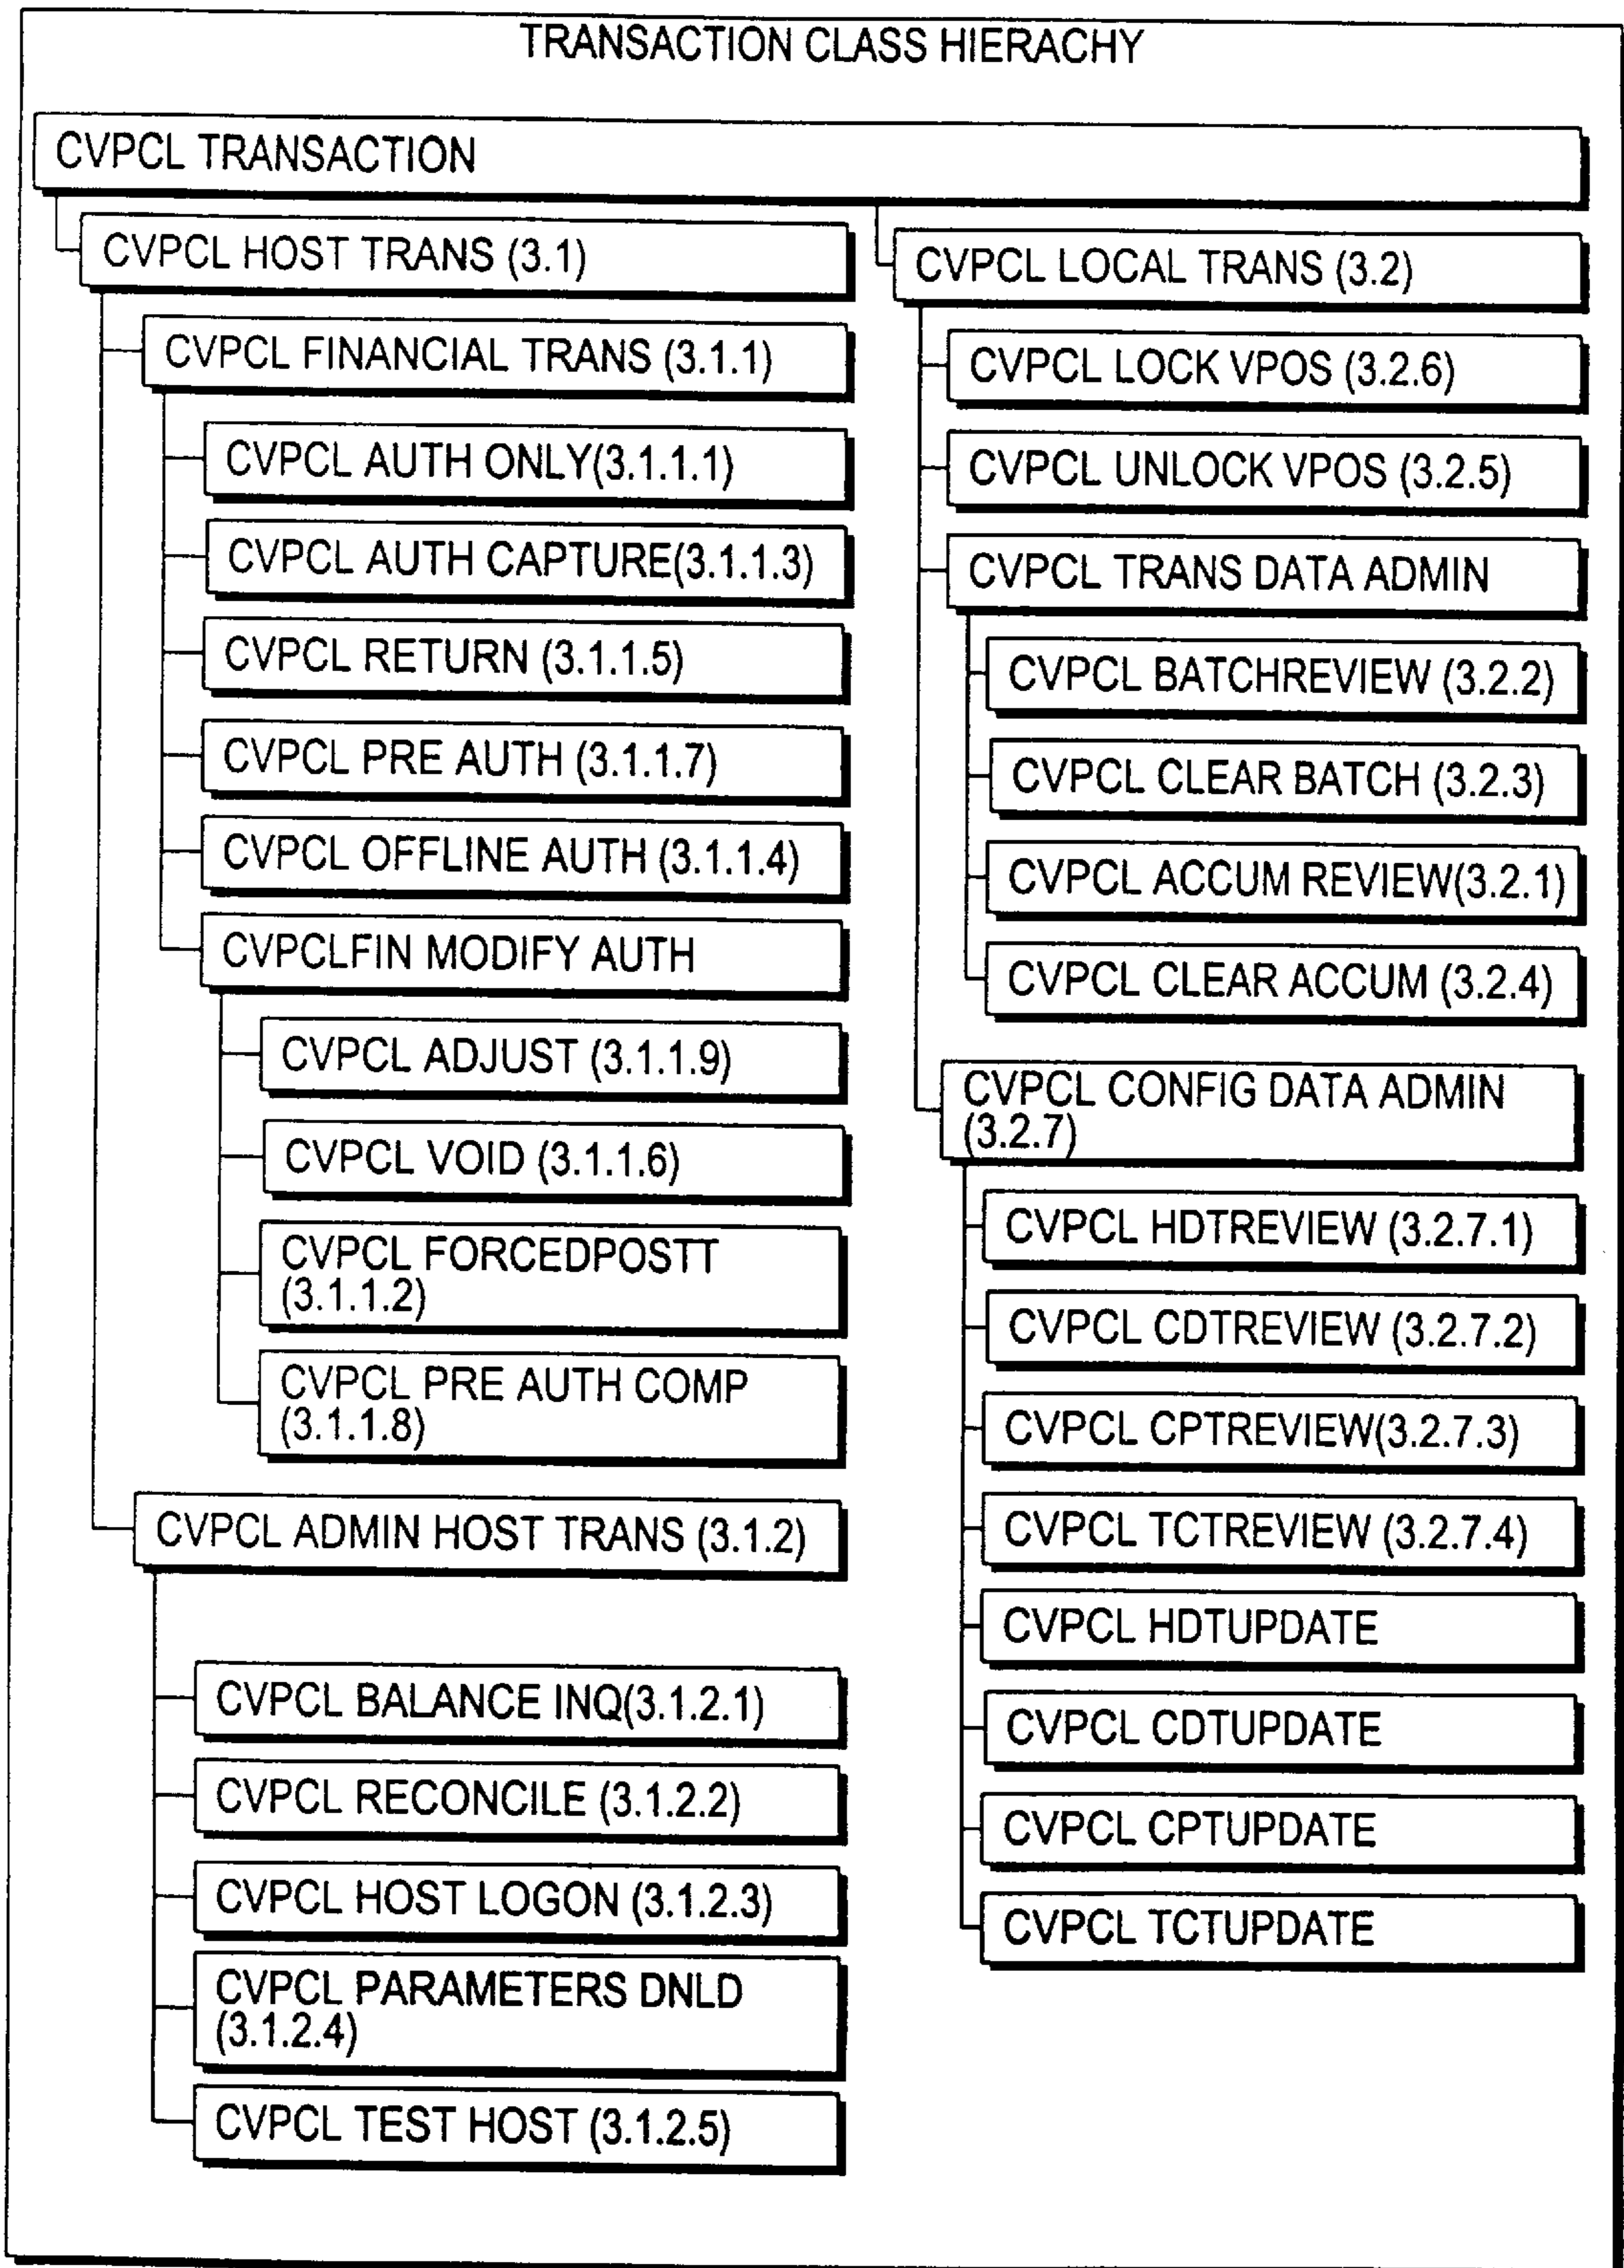 TRANSACTION CLASS HIERACHY
CVPCL TRANSACTION
CVPCL HOST TRANS (3.1)
CVPCL FINANCIAL TRANS (3.1.1)
CVPCL AUTH ONLY(3.1.1.1)
CVPCL AUTH CAPTURE(3.1.1.3)
CVPCL RETURN (3.1.1.5)
CVPCL PRE AUTH (3.1.1.7)
CVPCL OFFLINE AUTH (3.1.1.4)
CVPCLFIN MODIFY AUTH
CVPCL ADJUST (3.1.1.9)
CVPCL VOID (3.1.1.6)
CVPCL FORCEDPOSTT
(3.1.1.2)
CVPCL PRE AUTH COMP
(3.1.1.8)
CVPCL ADMIN HOST TRANS (3.1.2)
CVPCL BALANCE INQ(3.1.2.1)
CVPCL RECONCILE (3.1.2.2)
CVPCL HOST LOGON (3.1.2.3)
CVPCL PARAMETERS DNLD
(3.1.2.4)
CVPCL TEST HOST (3.1.2.5)
CVPCL LOCAL TRANS (3.2)
CVPCL LOCK VPOS (3.2.6)
CVPCL UNLOCK VPOS (3.2.5)
CVPCL TRANS DATA ADMIN
CVPCL BATCHREVIEW (3.2.2)
CVPCL CLEAR BATCH (3.2.3)
CVPCL ACCUM REVIEW(3.2.1)
CVPCL CLEAR ACCUM (3.2.4)
CVPCL CONFIG DATA ADMIN
(3.2.7)
CVPCL HDTREVIEW (3.2.7.1)
CVPCL CDTREVIEW (3.2.7.2)
CVPCL CPTREVIEW(3.2.7.3)
CVPCL TCTREVIEW (3.2.7.4)
CVPCL HDTUPDATE
CVPCL CDTUPDATE
CVPCL CPTUPDATE
CVPCL TCTUPDATE